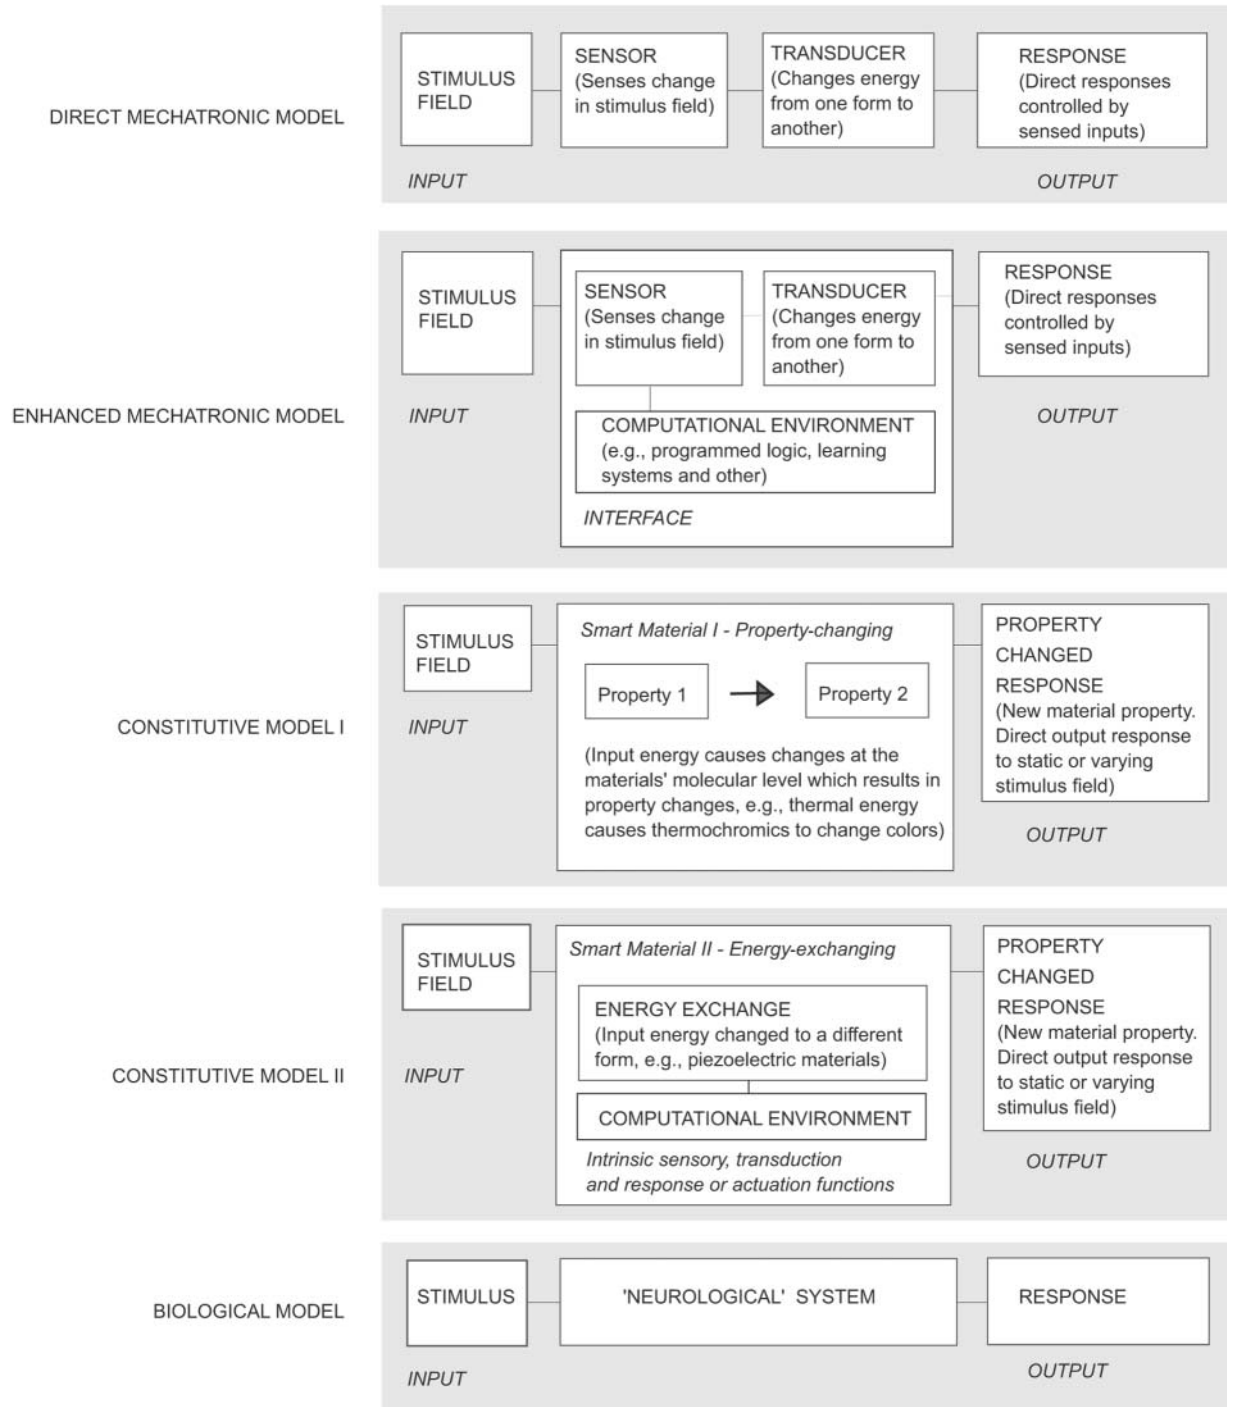 DIRECT MECHATRONIC MODEL
STIMULUS
FIELD
SENSOR
(Senses change
in stimulus field)
TRANSDUCER
(Changes energy
from one form to
another)
RESPONSE
(Direct responses
controlled by
sensed inputs)
INPUT
OUTPUT
ENHANCED MECHATRONIC MODEL
STIMULUS
FIELD
SENSOR
(Senses change
in stimulus field)
TRANSDUCER
(Changes energy
from one form to
another)
RESPONSE
(Direct responses
controlled by
sensed inputs)
INPUT
COMPUTATIONAL ENVIRONMENT
(e.g., programmed logic, learning
systems and other)
INTERFACE
OUTPUT
CONSTITUTIVE MODEL I
STIMULUS
FIELD
INPUT
Smart Material I - Property-changing
Property 1
Property 2
(Input energy causes changes at the
materials' molecular level which results in
property changes, e.g., thermal energy
causes thermochromics to change colors)
PROPERTY
CHANGED
RESPONSE
(New material property.
Direct output response
to static or varying
stimulus field)
OUTPUT
CONSTITUTIVE MODEL II
STIMULUS
FIELD
INPUT
Smart Material II - Energy-exchanging
ENERGY EXCHANGE
(Input energy changed to a different
form, e.g., piezoelectric materials)
COMPUTATIONAL ENVIRONMENT
Intrinsic sensory, transduction
and response or actuation functions
PROPERTY
CHANGED
RESPONSE
(New material property.
Direct output response
to static or varying
stimulus field)
OUTPUT
BIOLOGICAL MODEL
STIMULUS
'NEUROLOGICAL' SYSTEM
RESPONSE
INPUT
OUTPUT